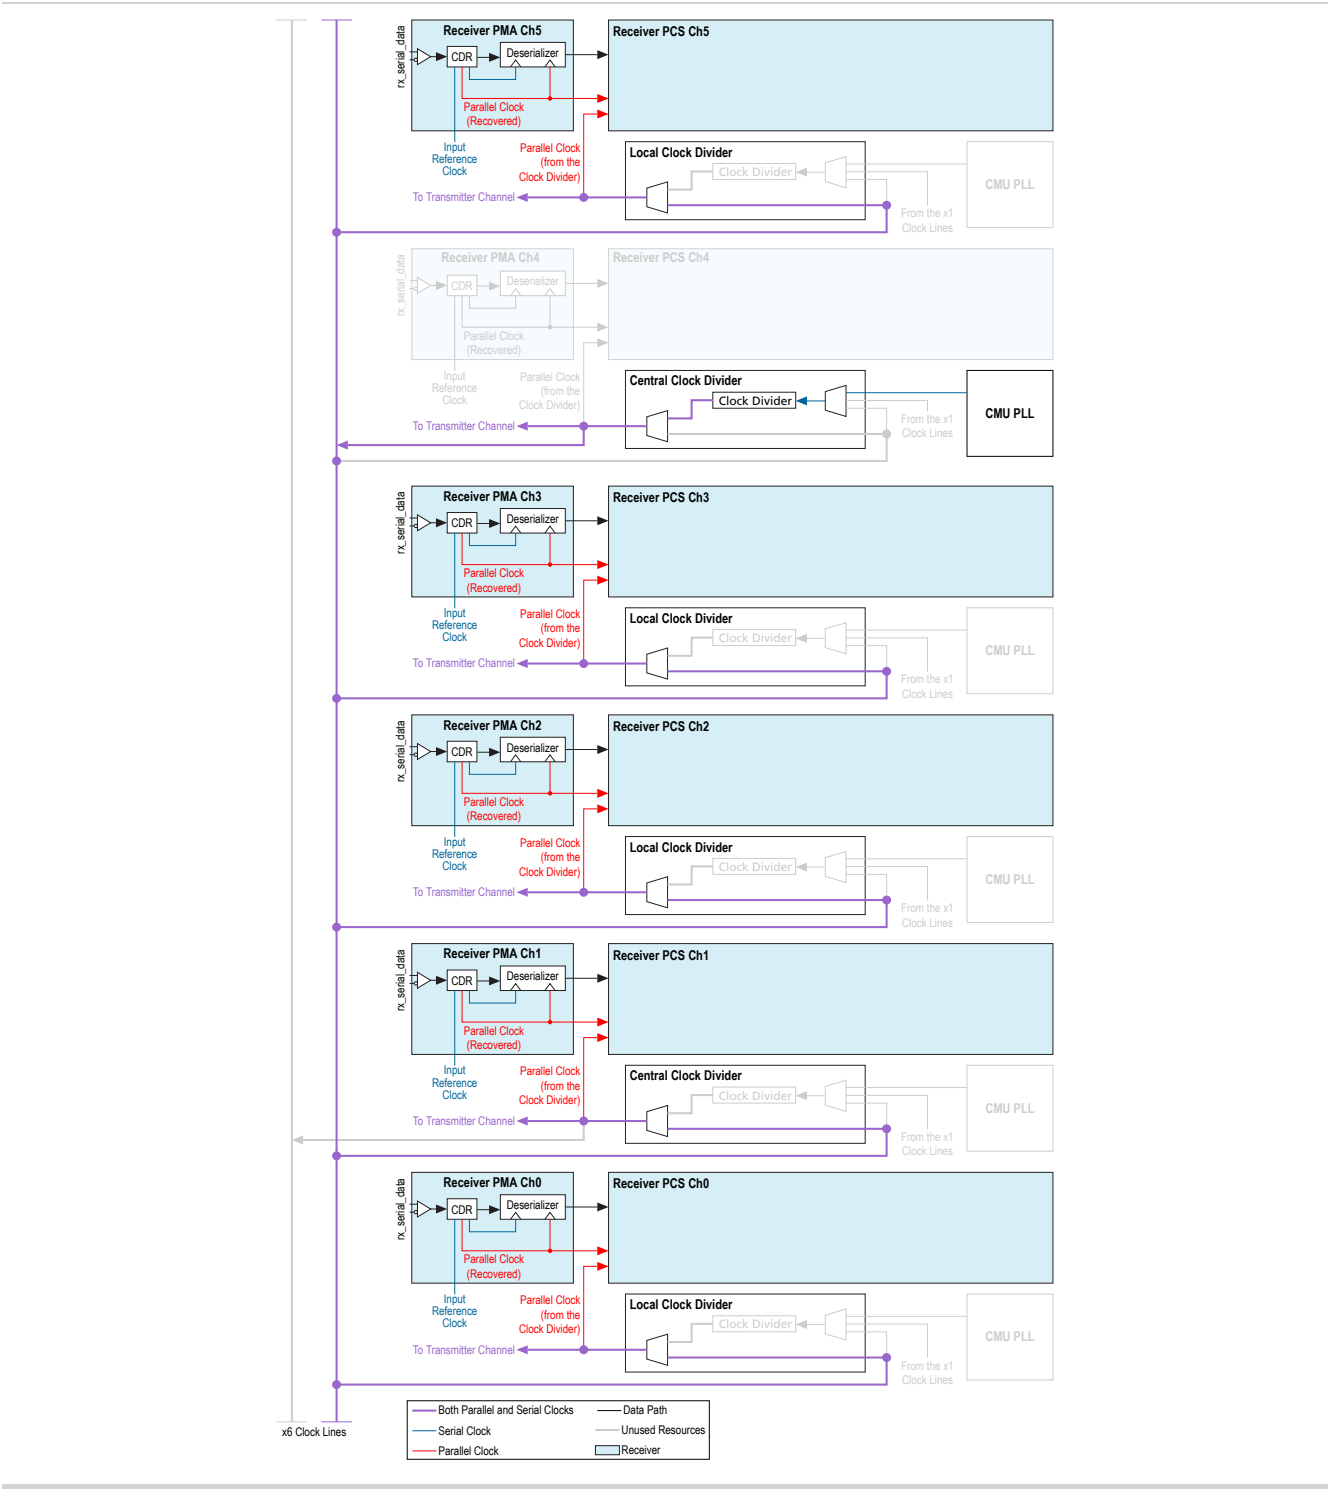 Receiver PMA Ch5
Receiver PCS Ch5
rx_serial_data
CDR
Deserializer
Parallel Clock
(Recovered)
Input
Reference
Clock
Parallel Clock
(from the
Clock Divider)
To Transmitter Channel
Local Clock Divider
Clock Divider
CMU PLL
From the x1
Clock Lines
Receiver PMA Ch4
Receiver PCS Ch4
rx_serial_data
CDR
Deserializer
Parallel Clock
(Recovered)
Input
Reference
Clock
Parallel Clock
(from the
Clock Divider)
To Transmitter Channel
Central Clock Divider
Clock Divider
CMU PLL
From the x1
Clock Lines
Receiver PMA Ch3
Receiver PCS Ch3
rx_serial_data
CDR
Deserializer
Parallel Clock
(Recovered)
Input
Reference
Clock
Parallel Clock
(from the
Clock Divider)
To Transmitter Channel
Local Clock Divider
Clock Divider
CMU PLL
From the x1
Clock Lines
Receiver PMA Ch2
Receiver PCS Ch2
rx_serial_data
CDR
Deserializer
Parallel Clock
(Recovered)
Input
Reference
Clock
Parallel Clock
(from the
Clock Divider)
To Transmitter Channel
Local Clock Divider
Clock Divider
CMU PLL
From the x1
Clock Lines
Receiver PMA Ch1
Receiver PCS Ch1
rx_serial_data
CDR
Deserializer
Parallel Clock
(Recovered)
Input
Reference
Clock
Parallel Clock
(from the
Clock Divider)
To Transmitter Channel
Central Clock Divider
Clock Divider
CMU PLL
From the x1
Clock Lines
Receiver PMA Ch0
Receiver PCS Ch0
rx_serial_data
CDR
Deserializer
Parallel Clock
(Recovered)
Input
Reference
Clock
Parallel Clock
(from the
Clock Divider)
To Transmitter Channel
Local Clock Divider
Clock Divider
CMU PLL
From the x1
Clock Lines
x6 Clock Lines
Both Parallel and Serial Clocks
Data Path
Serial Clock
Unused Resources
Parallel Clock
Receiver